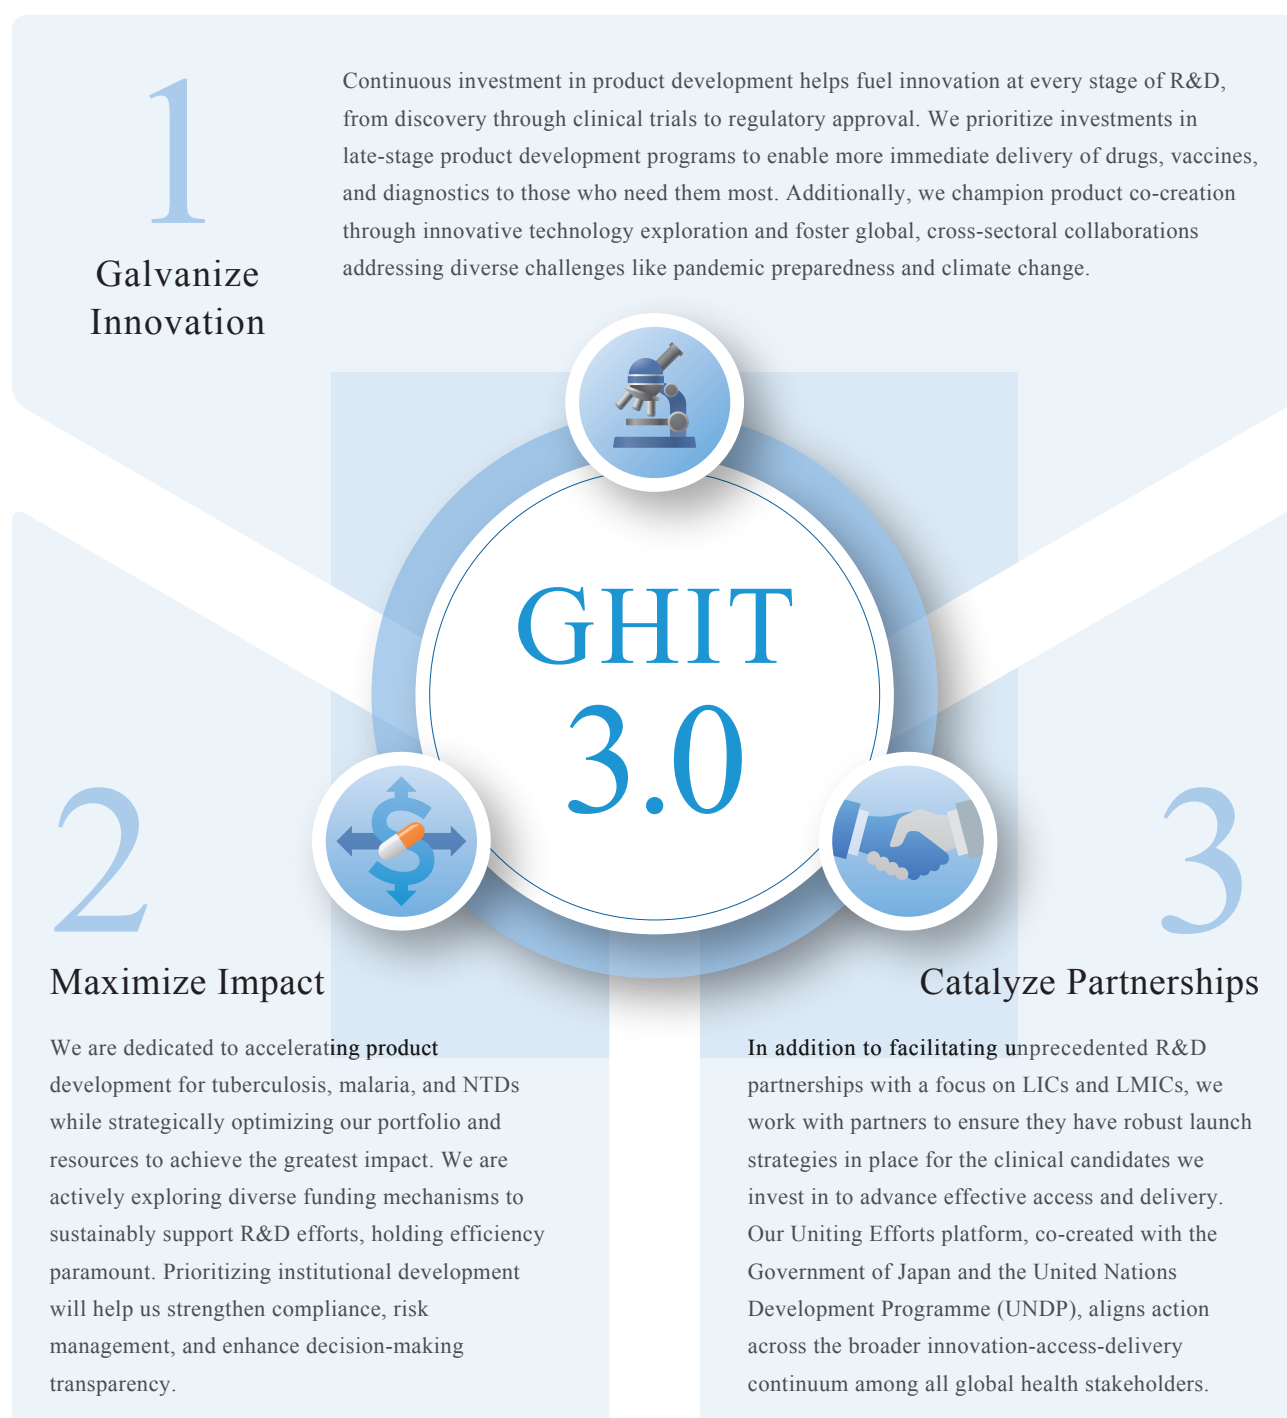 1
Galvanize
Innovation
Continuous investment in product development helps fuel innovation at every stage of R&D,
from discovery through clinical trials to regulatory approval. We prioritize investments in
late-stage product development programs to enable more immediate delivery of drugs, vaccines,
and diagnostics to those who need them most. Additionally, we champion product co-creation
through innovative technology exploration and foster global, cross-sectoral collaborations
addressing diverse challenges like pandemic preparedness and climate change.
GHIT
3.0
2
Maximize Impact
We are dedicated to accelerating product
development for tuberculosis, malaria, and NTDs
while strategically optimizing our portfolio and
resources to achieve the greatest impact. We are
actively exploring diverse funding mechanisms to
sustainably support R&D efforts, holding efficiency
paramount. Prioritizing institutional development
will help us strengthen compliance, risk
management, and enhance decision-making
transparency.
3
Catalyze Partnerships
In addition to facilitating unprecedented R&D
partnerships with a focus on LICs and LMICs, we
work with partners to ensure they have robust launch
strategies in place for the clinical candidates we
invest in to advance effective access and delivery.
Our Uniting Efforts platform, co-created with the
Government of Japan and the United Nations
Development Programme (UNDP), aligns action
across the broader innovation-access-delivery
continuum among all global health stakeholders.